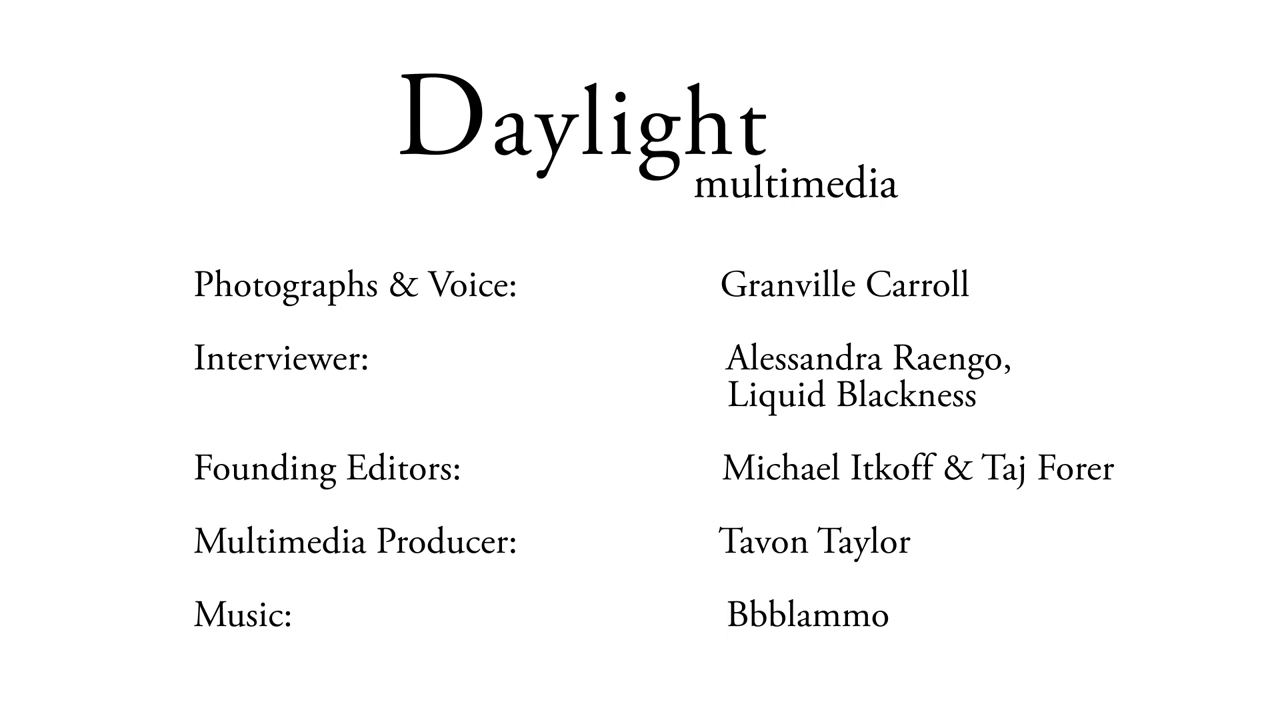 Daylight
multimedia
Photographs & Voice: Granville Carroll
Interviewer: Alessandra Raengo,
Liquid Blackness
Founding Editors: Michael Itkoff & Taj Forer
Multimedia Producer: Tavon Taylor
Music: Bbblammo